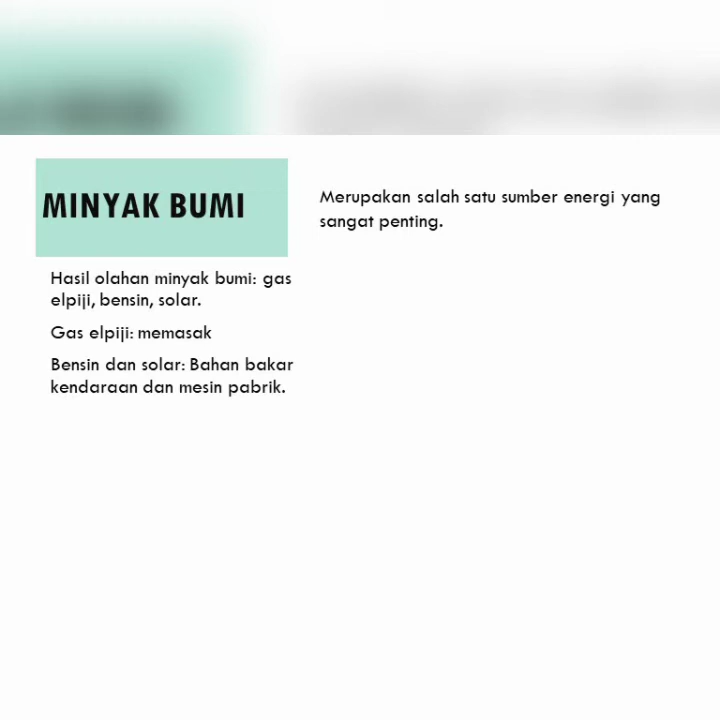 MINYAK BUMI
Merupakan salah satu sumber energi yang
sangat penting.
Hasil olahan minyak bumi: gas
elpiji, bensin, solar.
Gas elpiji: memasak
Bensin dan solar: Bahan bakar
kendaraan dan mesin pabrik.